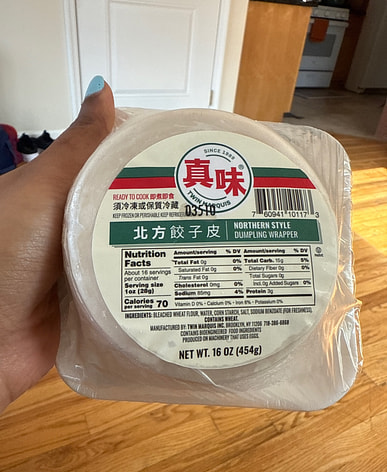 SINCE 1989
真味®
TWIN MARQUIS
READY TO COOK 即煮即食
須冷凍或保質冷藏
KEEP FROZEN OR PERISHABLE KEEP REFRIGERATED
03510
7 60941 10117 3
北方餃子皮
NORTHERN STYLE
DUMPLING WRAPPER
Nutrition
Facts
About 16 servings
per container
Serving size
1oz (28g)
Calories
per serving 70
Amount/serving % DV
Total Fat 0g 0%
Saturated Fat 0g 0%
Trans Fat 0g
Cholesterol 0mg 0%
Sodium 85mg 4%
Amount/serving % DV
Total Carb. 15g 5%
Dietary Fiber 0g 0%
Total Sugars 0g
Incl.0g Added Sugars 0%
Protein 3g
Vitamin D 0% • Calcium 0% • Iron 6% • Potassium 0%
INGREDIENTS: BLEACHED WHEAT FLOUR, WATER, CORN STARCH, SALT, SODIUM BENZOATE (FOR FRESHNESS).
CONTAINS WHEAT.
MANUFACTURED BY: TWIN MARQUIS INC. BROOKLYN, NY 11206 718-386-6868
CONTAINS BIOENGINEERED FOOD INGREDIENTS
PRODUCED ON MACHINERY THAT USES EGGS.
NET WT. 16 OZ (454g)